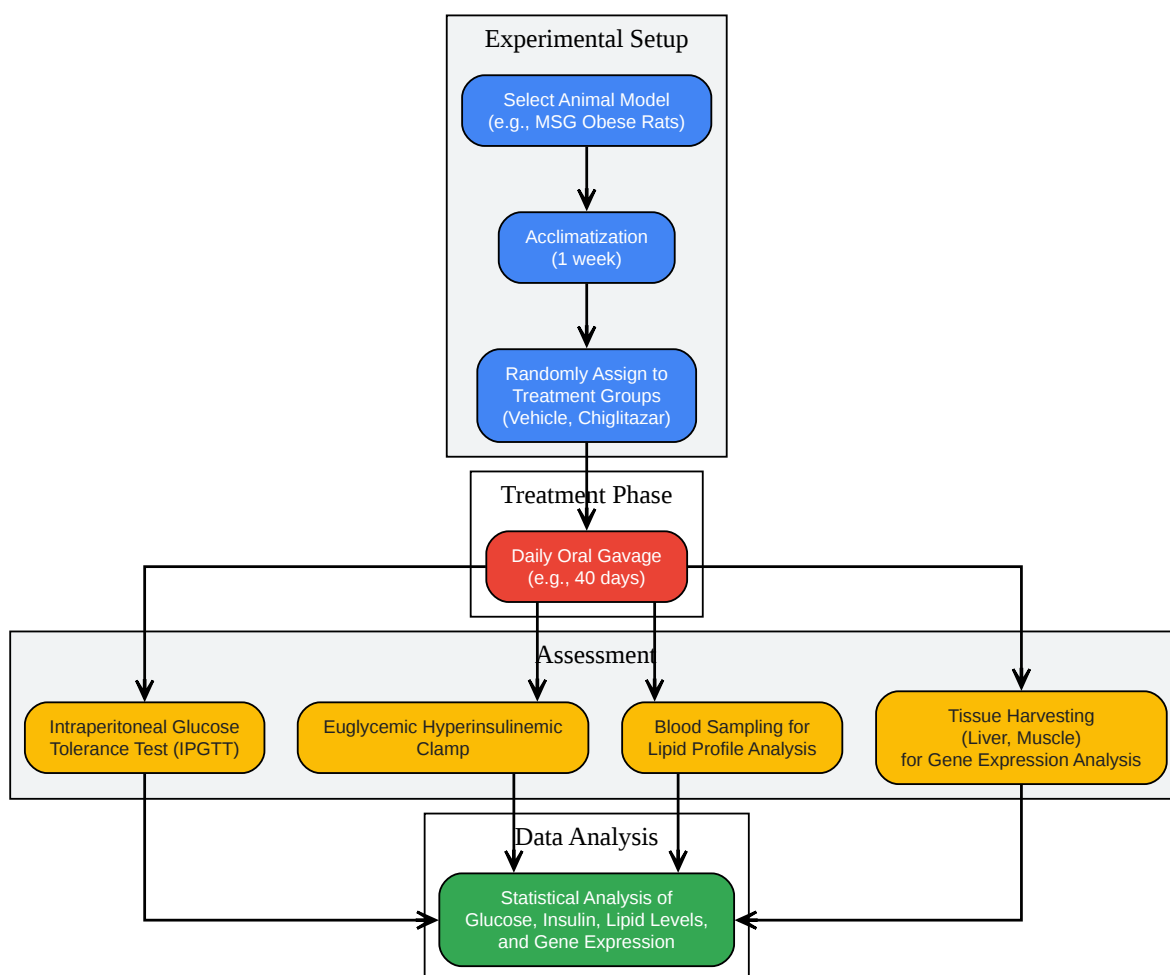 Experimental Setup
Select Animal Model
(e.g., MSG Obese Rats)
Acclimatization
(1 week)
Randomly Assign to
Treatment Groups
(Vehicle, Chiglitazar)
Treatment Phase
Daily Oral Gavage
(e.g., 40 days)
Assessment
Intraperitoneal Glucose
Tolerance Test (IPGTT)
Euglycemic Hyperinsulinemic
Clamp
Blood Sampling for
Lipid Profile Analysis
Tissue Harvesting
(Liver, Muscle)
for Gene Expression Analysis
Data Analysis
Statistical Analysis of
Glucose, Insulin, Lipid Levels,
and Gene Expression